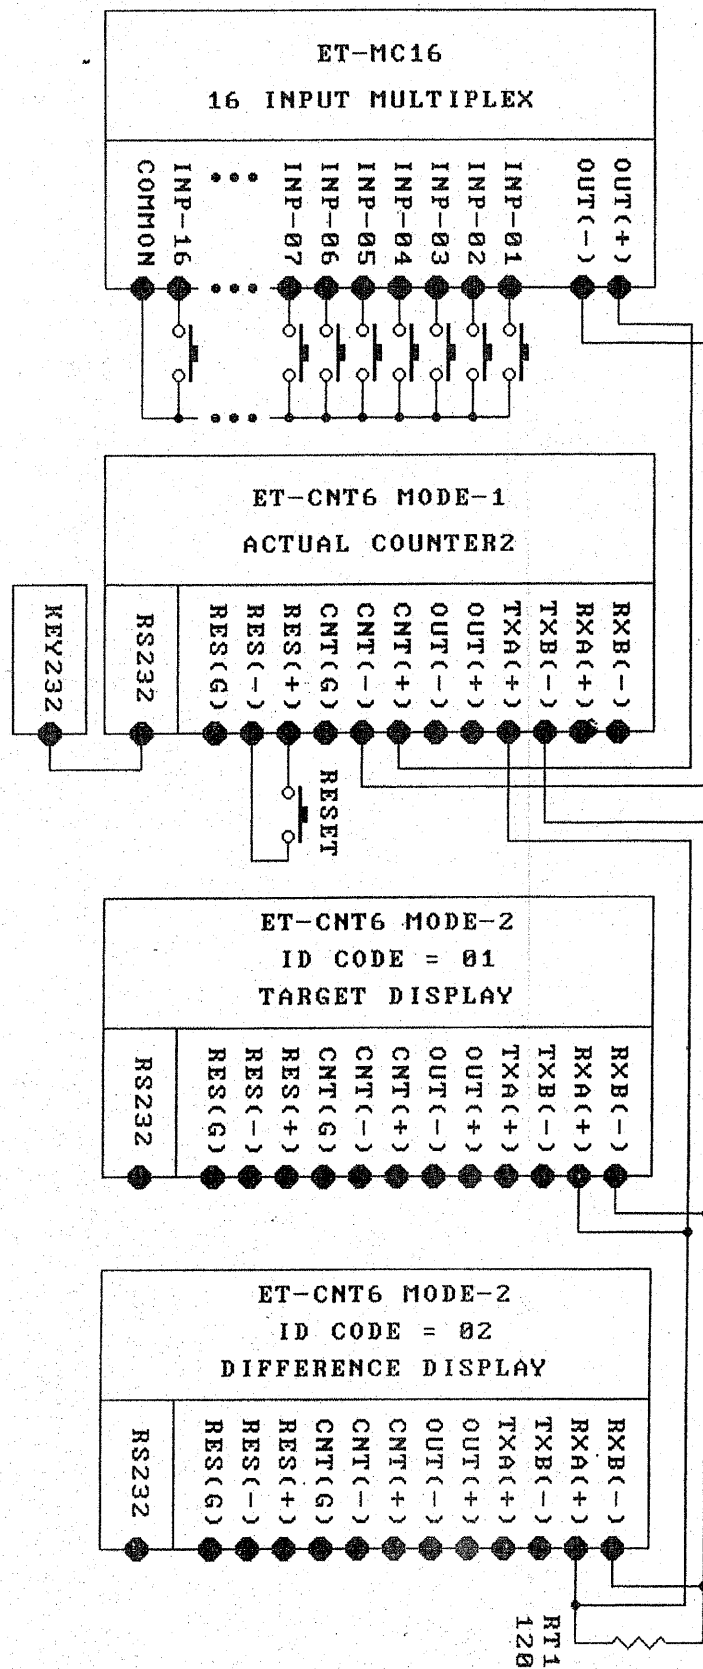 ET-MC16
16 INPUT MULTIPLEX
COMMON
INP-16
INP-07
INP-06
INP-05
INP-04
INP-03
INP-02
INP-01
OUT(-)
OUT(+)
ET-CNT6 MODE-1
ACTUAL COUNTER2
KEY232
RS232
RES(G)
RES(-)
RES(+)
CNT(G)
CNT(-)
CNT(+)
OUT(-)
OUT(+)
TXA(+)
TXB(-)
RXA(+)
RXB(-)
RESET
ET-CNT6 MODE-2
ID CODE = 01
TARGET DISPLAY
RS232
RES(G)
RES(-)
RES(+)
CNT(G)
CNT(-)
CNT(+)
OUT(-)
OUT(+)
TXA(+)
TXB(-)
RXA(+)
RXB(-)
ET-CNT6 MODE-2
ID CODE = 02
DIFFERENCE DISPLAY
RS232
RES(G)
RES(-)
RES(+)
CNT(G)
CNT(-)
CNT(+)
OUT(-)
OUT(+)
TXA(+)
TXB(-)
RXA(+)
RXB(-)
RT1
120